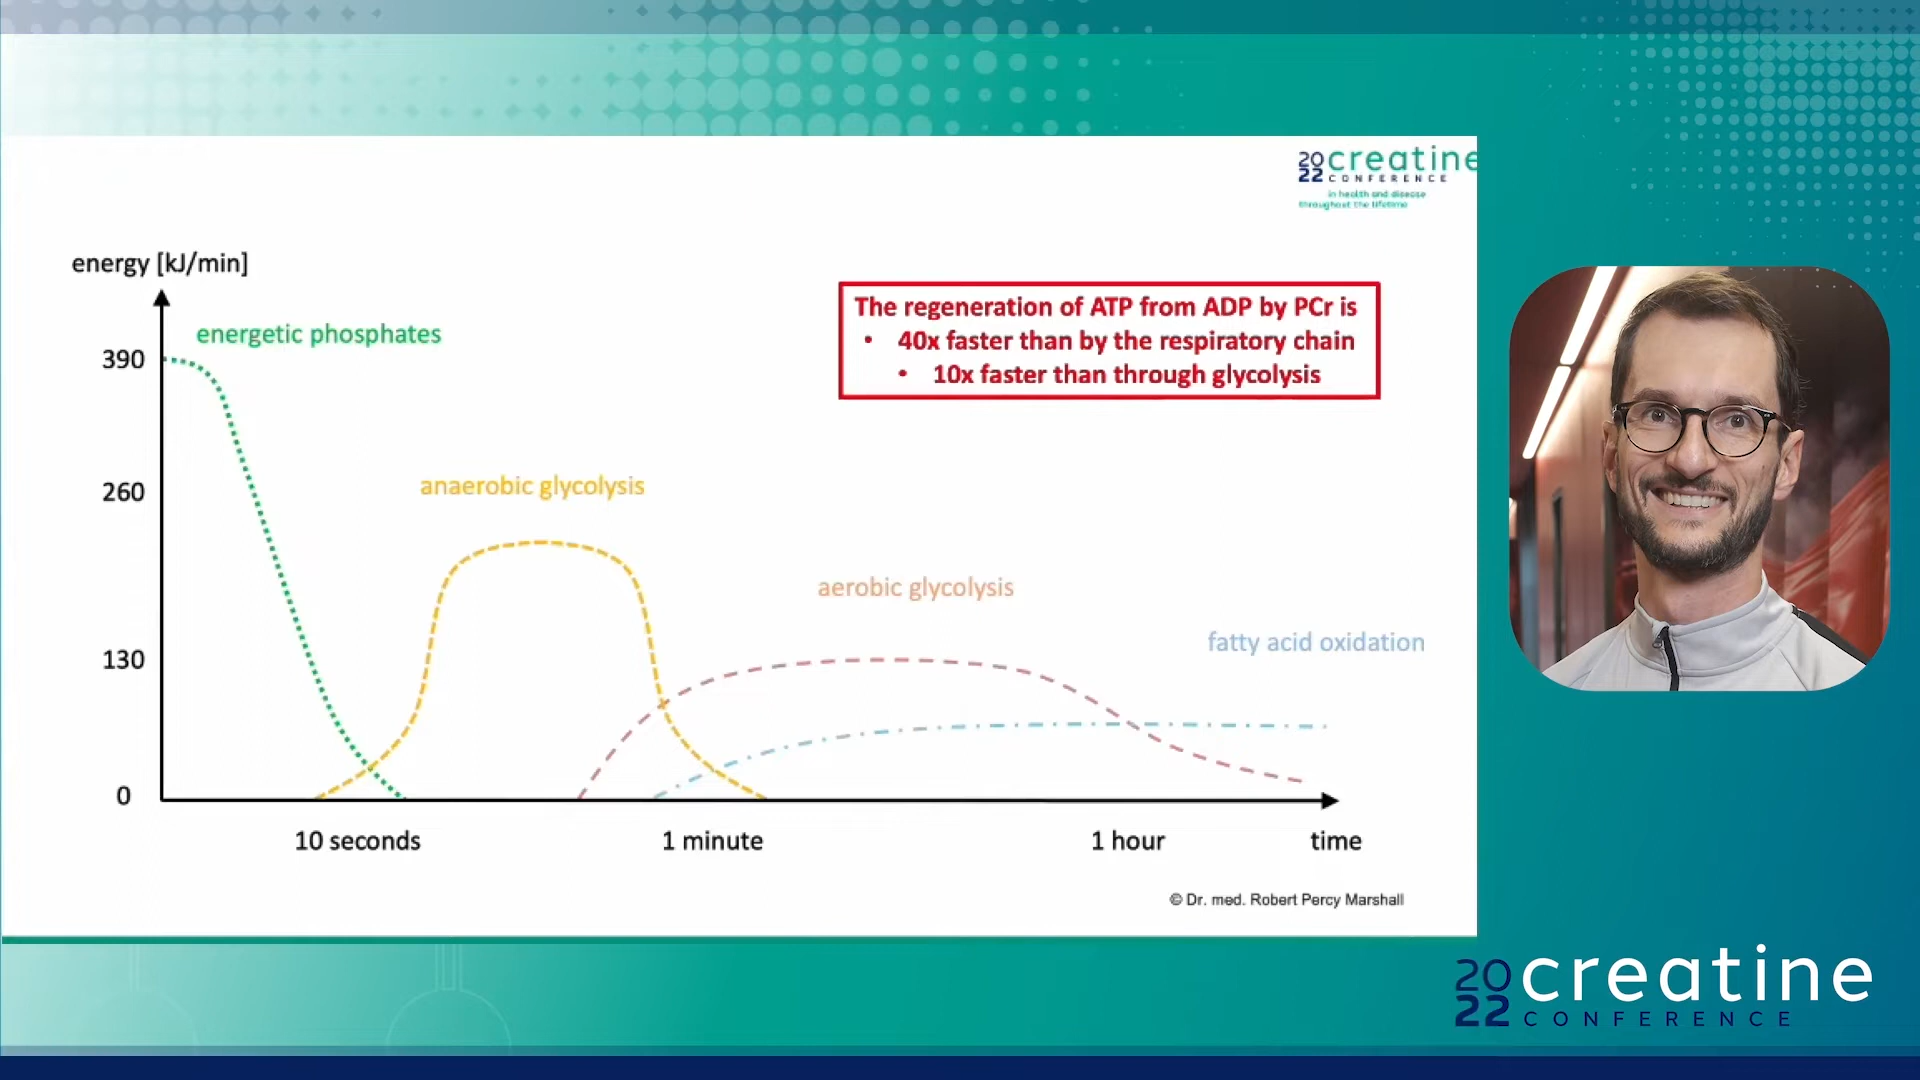 20 creatine
22 CONFERENCE
in health and disease
throughout the lifetime
energy [kJ/min]
The regeneration of ATP from ADP by PCr is
• 40x faster than by the respiratory chain
• 10x faster than through glycolysis
energetic phosphates
390
anaerobic glycolysis
260
aerobic glycolysis
fatty acid oxidation
130
0
10 seconds
1 minute
1 hour
time
© Dr. med. Robert Percy Marshall
20 creatine
22 CONFERENCE